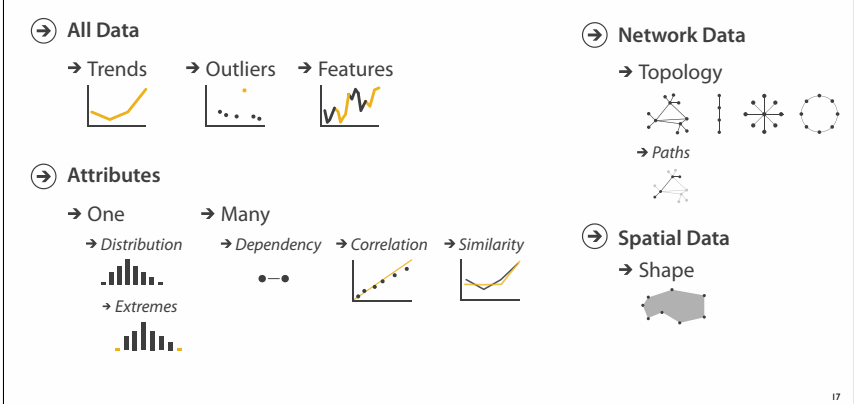 All Data
→ Trends → Outliers → Features
Attributes
→ One → Many
→ Distribution → Dependency → Correlation → Similarity
→ Extremes
Network Data
→ Topology
→ Paths
Spatial Data
→ Shape
17